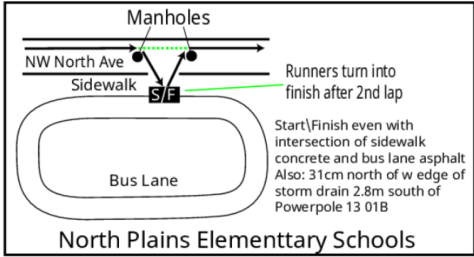 Manholes
NW North Ave
Sidewalk
S/F
Runners turn into
finish after 2nd lap
Start\Finish even with
intersection of sidewalk
concrete and bus lane asphalt
Also: 31cm north of w edge of
storm drain 2.8m south of
Powerpole 13 01B
Bus Lane
North Plains Elementtary Schools